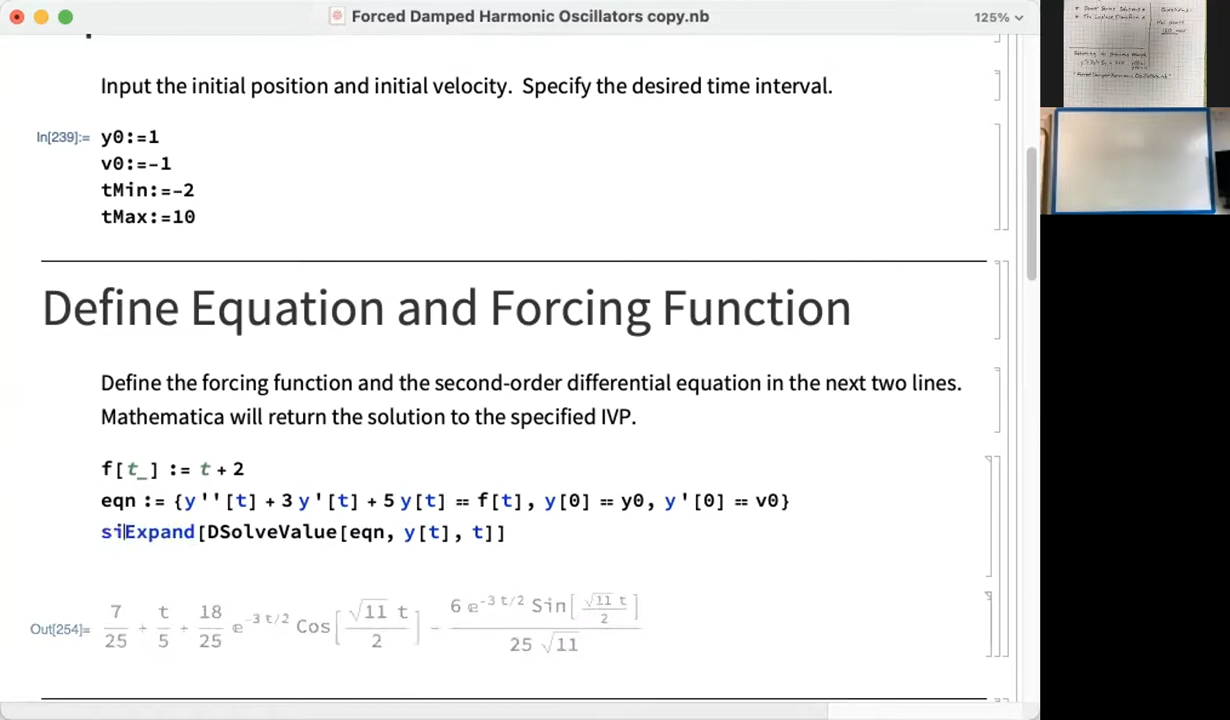 Forced Damped Harmonic Oscillators copy.nb
125%
Input the initial position and initial velocity. Specify the desired time interval.
In[239]:= y0:=1
v0:=-1
tMin:=-2
tMax:=10
Define Equation and Forcing Function
Define the forcing function and the second-order differential equation in the next two lines.
Mathematica will return the solution to the specified IVP.
f[t_] := t + 2
eqn := {y''[t] + 3 y'[t] + 5 y[t] == f[t], y[0] == y0, y'[0] == v0}
siExpand[DSolveValue[eqn, y[t], t]]
Out[254]= 7/25 + t/5 + 18/25 e^(-3 t/2) Cos[√11 t/2] - 6 e^(-3 t/2) Sin[√11 t/2]/(25 √11)